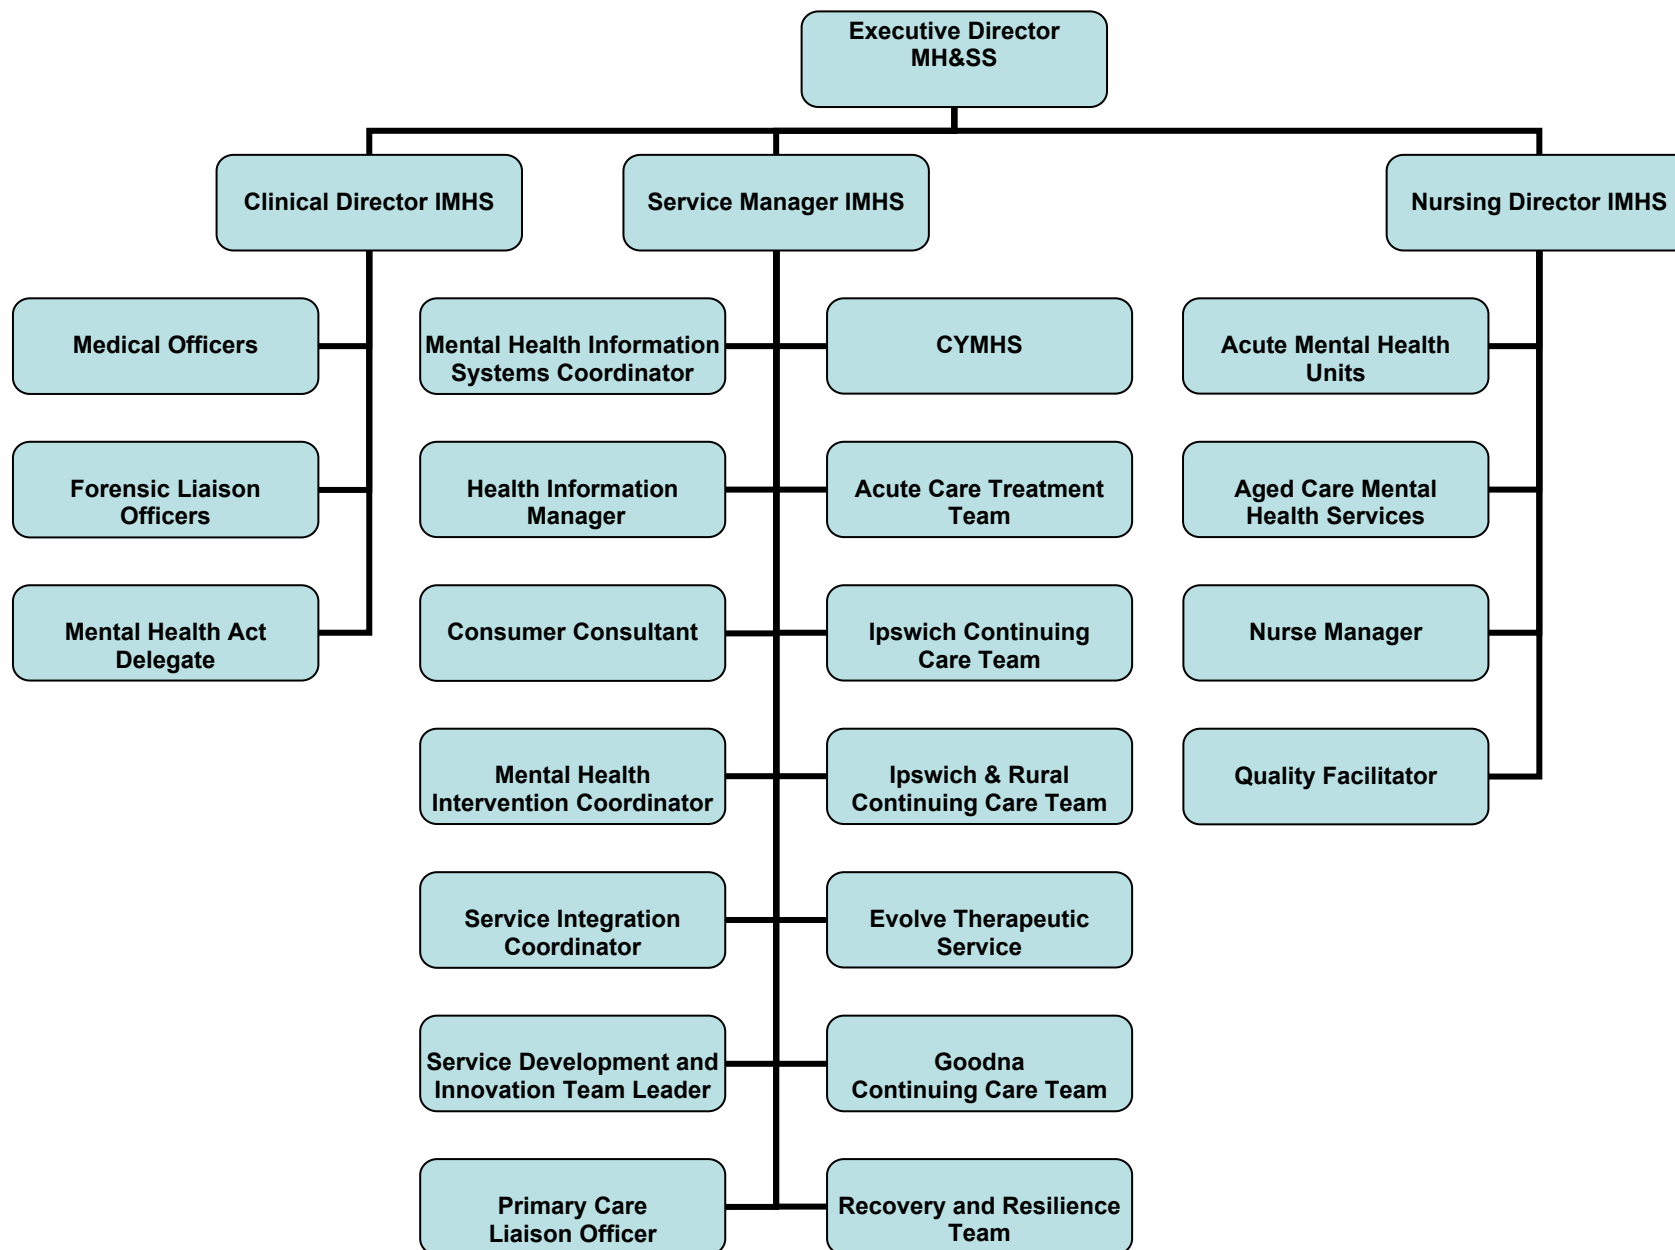 Executive Director
MH&SS
Clinical Director IMHS
Service Manager IMHS
Nursing Director IMHS
Medical Officers
Mental Health Information
Systems Coordinator
CYMHS
Acute Mental Health
Units
Forensic Liaison
Officers
Health Information
Manager
Acute Care Treatment
Team
Aged Care Mental
Health Services
Mental Health Act
Delegate
Consumer Consultant
Ipswich Continuing
Care Team
Nurse Manager
Mental Health
Intervention Coordinator
Ipswich & Rural
Continuing Care Team
Quality Facilitator
Service Integration
Coordinator
Evolve Therapeutic
Service
Service Development and
Innovation Team Leader
Goodna
Continuing Care Team
Primary Care
Liaison Officer
Recovery and Resilience
Team